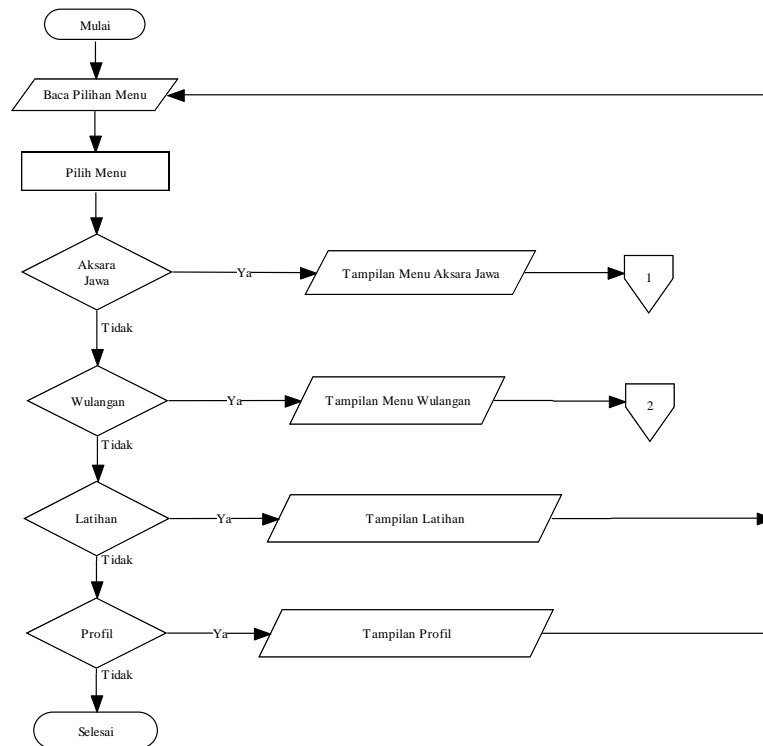 Mulai
Baca Pilihan Menu
Pilih Menu
Aksara
Jawa
Ya
Tampilan Menu Aksara Jawa
1
Tidak
Wulangan
Ya
Tampilan Menu Wulangan
2
Tidak
Latihan
Ya
Tampilan Latihan
Tidak
Profil
Ya
Tampilan Profil
Tidak
Selesai